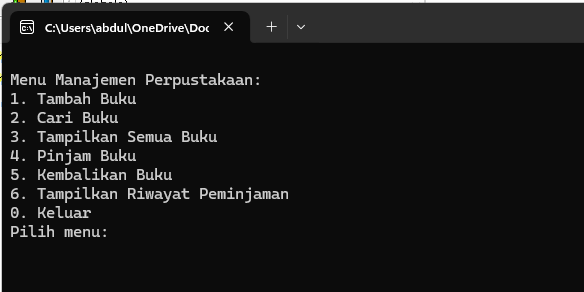 C:\Users\abdul\OneDrive\Doc
Menu Manajemen Perpustakaan:
1. Tambah Buku
2. Cari Buku
3. Tampilkan Semua Buku
4. Pinjam Buku
5. Kembalikan Buku
6. Tampilkan Riwayat Peminjaman
0. Keluar
Pilih menu: